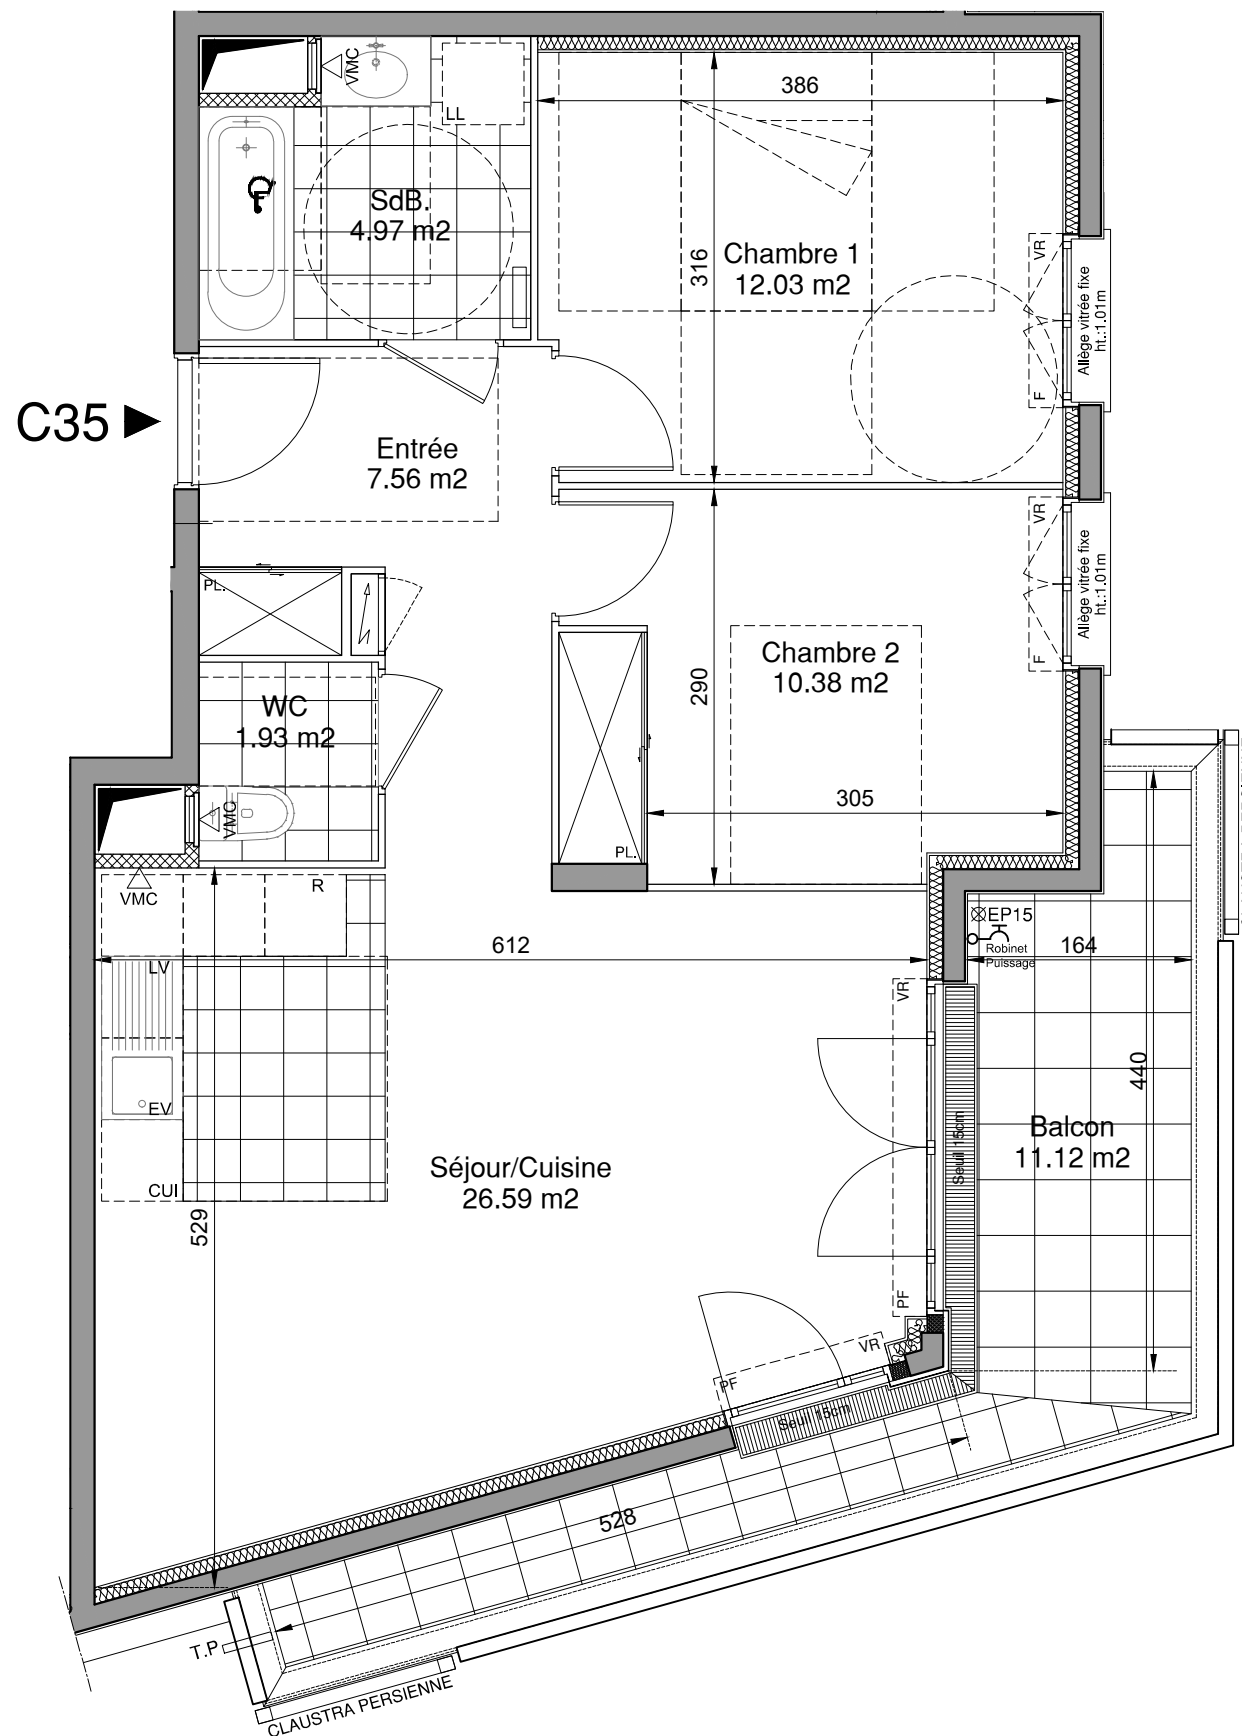 VMC
LL
SdB.
4.97 m2
386
316
Chambre 1
12.03 m2
VR
F
Allège vitrée fixe
ht.:1.01m
C35
Entrée
7.56 m2
PL.
WC
1.93 m2
VMC
VMC
290
Chambre 2
10.38 m2
305
PL.
VR
F
Allège vitrée fixe
ht.:1.01m
R
LV
EV
CUI
612
529
Séjour/Cuisine
26.59 m2
VR
PF
VR
PF
Seuil 15cm
Seuil 15cm
EP15
Robinet
Puissage
164
440
Balcon
11.12 m2
528
T.P
CLAUSTRA PERSIENNE